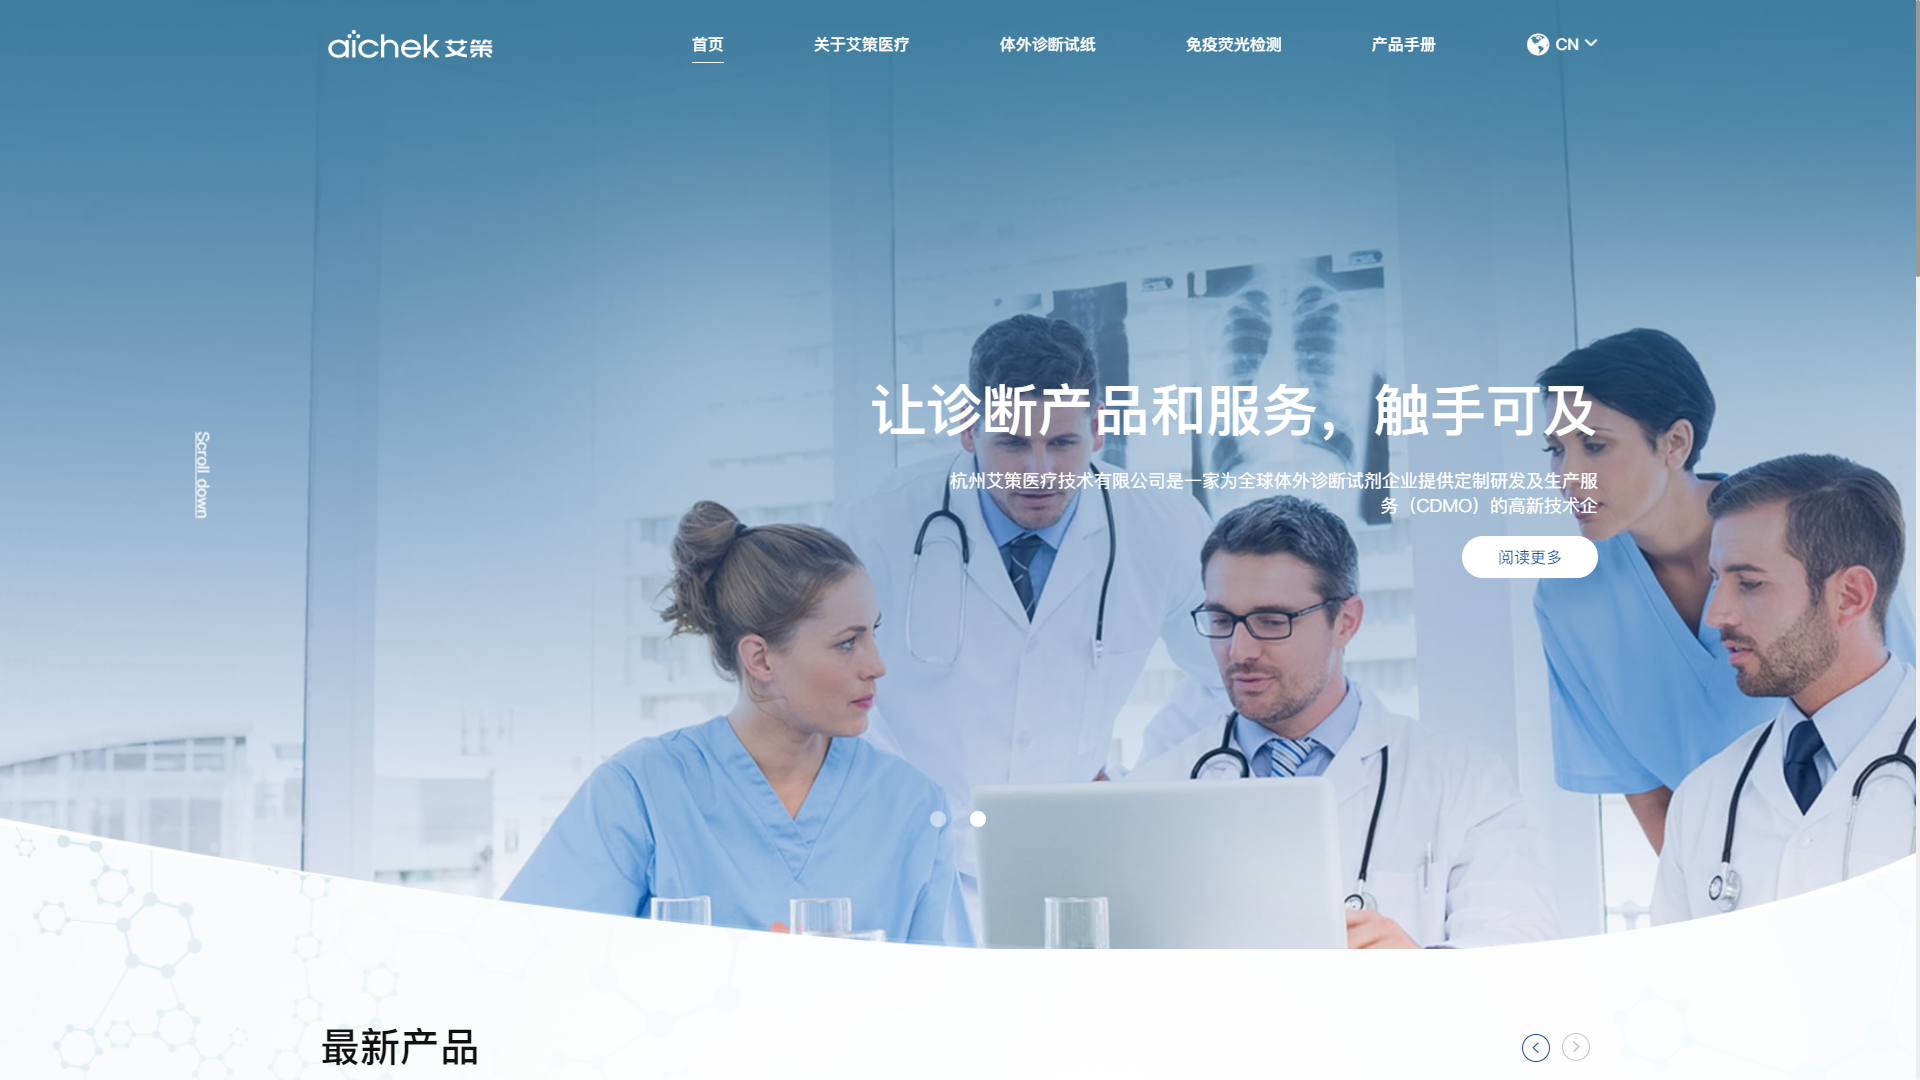 aichek 艾策
首页
关于艾策医疗
体外诊断试纸
免疫荧光检测
产品手册
CN
让诊断产品和服务，触手可及
杭州艾策医疗技术有限公司是一家为全球体外诊断试剂企业提供定制研发及生产服
务（CDMO）的高新技术企
阅读更多
Scroll down
最新产品